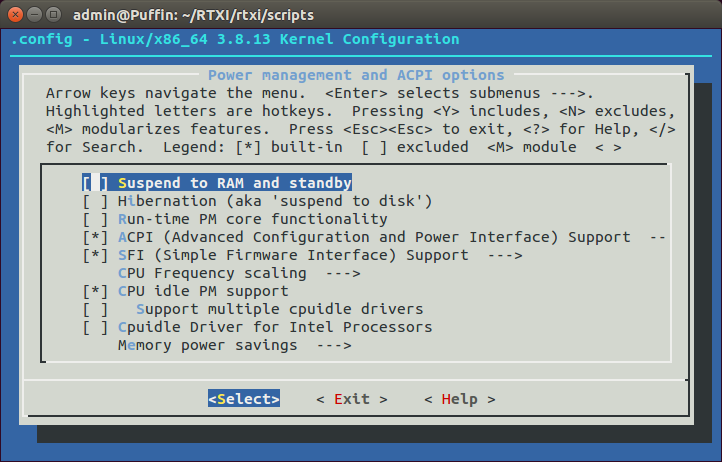 admin@Puffin: ~/RTXI/rtxi/scripts
.config - Linux/x86_64 3.8.13 Kernel Configuration
Power management and ACPI options
Arrow keys navigate the menu.  <Enter> selects submenus --->.
Highlighted letters are hotkeys.  Pressing <Y> includes, <N> excludes,
<M> modularizes features.  Press <Esc><Esc> to exit, <?> for Help, </>
for Search.  Legend: [*] built-in  [ ] excluded  <M> module  < >
[ ] Suspend to RAM and standby
[ ] Hibernation (aka 'suspend to disk')
[ ] Run-time PM core functionality
[*] ACPI (Advanced Configuration and Power Interface) Support  --
[*] SFI (Simple Firmware Interface) Support  --->
CPU Frequency scaling  --->
[*] CPU idle PM support
[ ]   Support multiple cpuidle drivers
[ ] Cpuidle Driver for Intel Processors
Memory power savings  --->
<Select>    < Exit >    < Help >